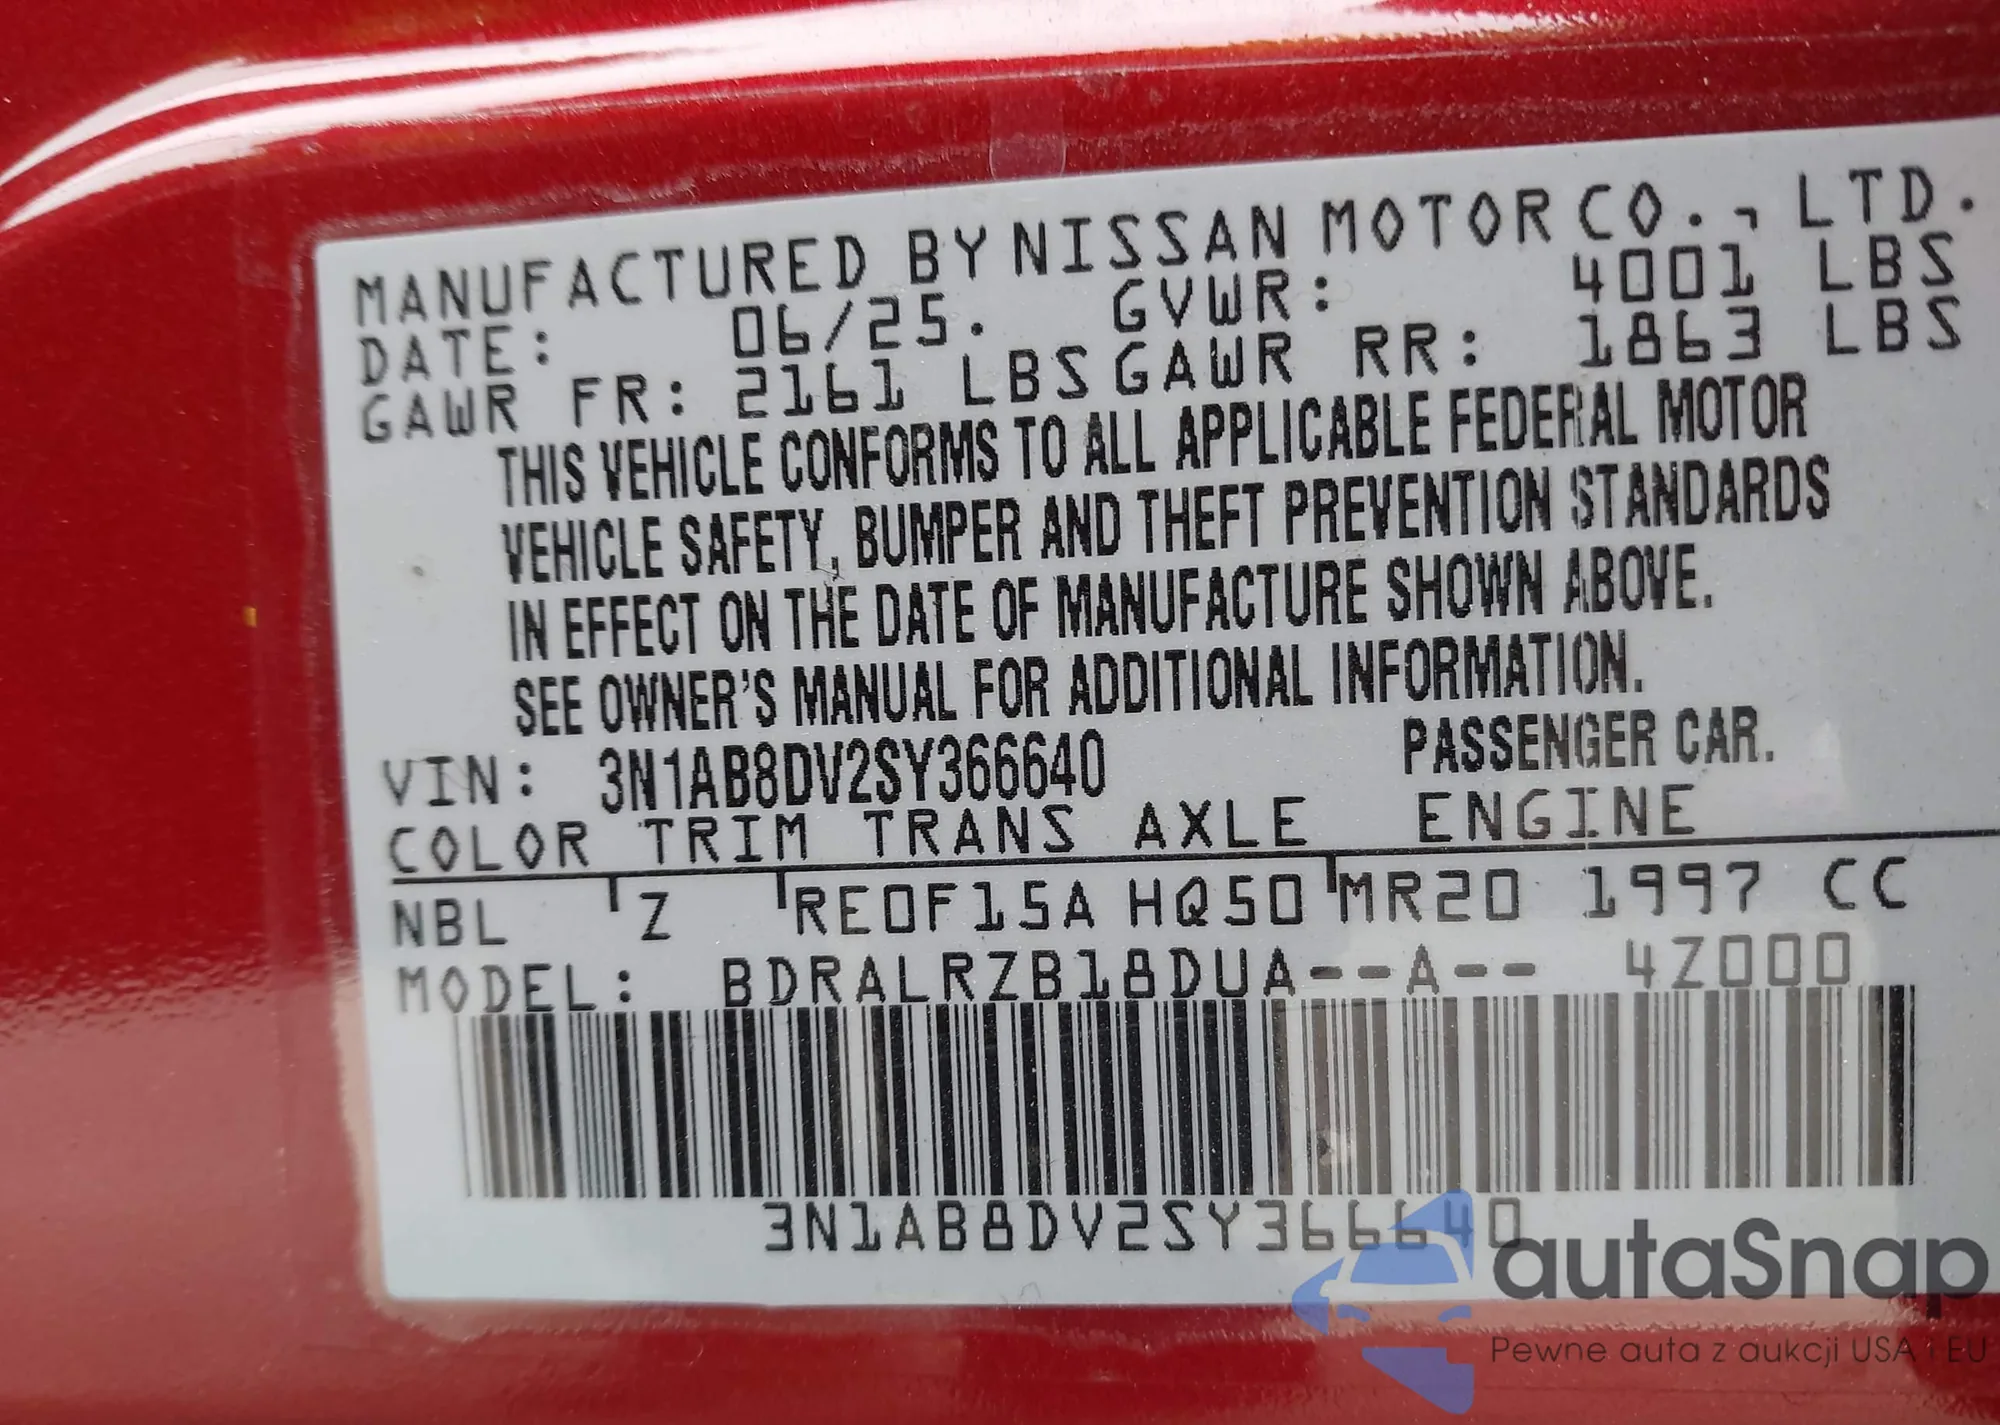 MANUFACTURED BY NISSAN MOTOR CO., LTD.
DATE: 06/25. GVWR: 4001 LBS
GAWR FR: 2161 LBS GAWR RR: 1863 LBS
THIS VEHICLE CONFORMS TO ALL APPLICABLE FEDERAL MOTOR
VEHICLE SAFETY, BUMPER AND THEFT PREVENTION STANDARDS
IN EFFECT ON THE DATE OF MANUFACTURE SHOWN ABOVE.
SEE OWNER'S MANUAL FOR ADDITIONAL INFORMATION.
VIN: 3N1AB8DV2SY366640 PASSENGER CAR.
COLOR TRIM TRANS AXLE ENGINE
NBL Z RE0F15A HQ50 MR20 1997 CC
MODEL: BDRALRZB18DUA--A-- 4Z000
3N1AB8DV2SY366640
autaSnap
Pewne auta z aukcji USA i EU